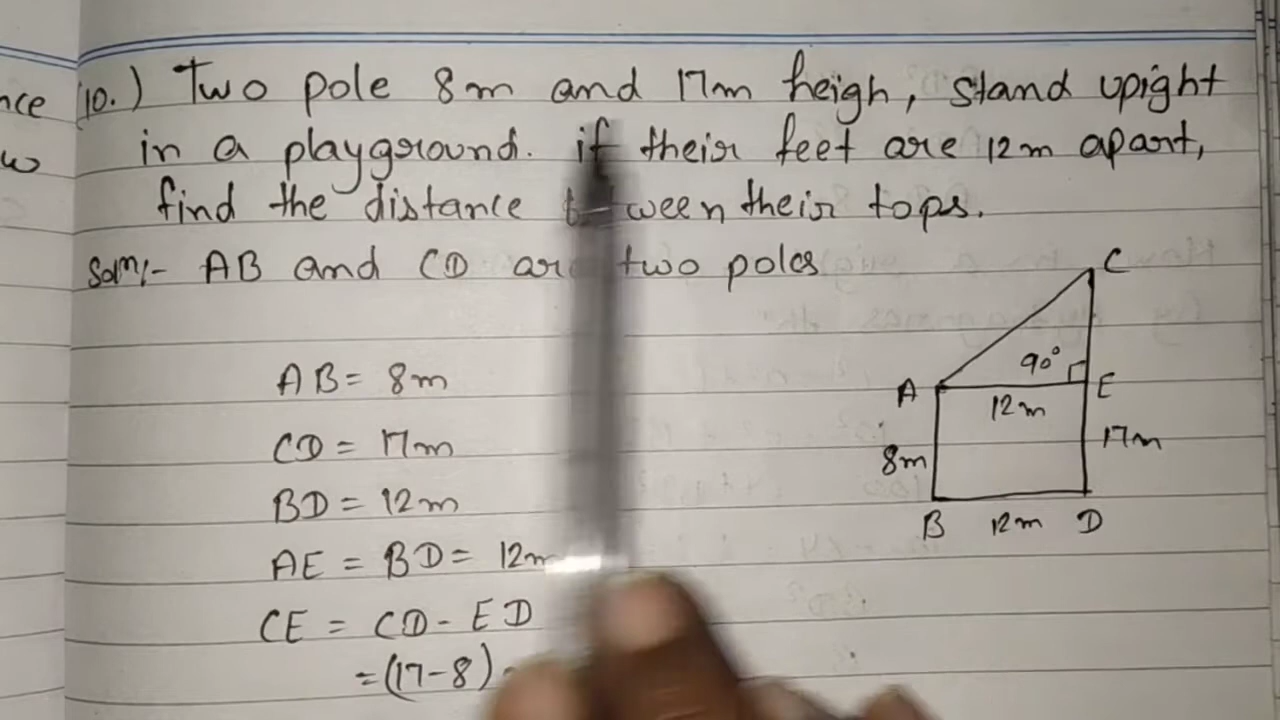 nce
w
10.) Two pole 8m and 17m heigh, stand upight
in a playground. if their feet are 12m apart,
find the distance tween their tops.
Soln:- AB and CD ar two poles
AB = 8m
CD = 17m
BD = 12m
AE = BD = 12m
CE = CD - ED
= (17-8)
C
90°
A
E
12m
17m
8m
B 12m D